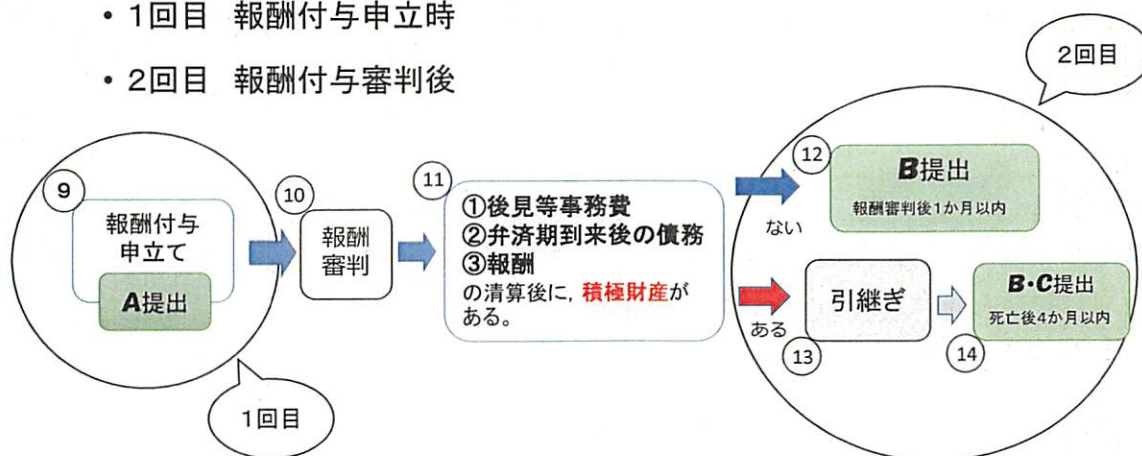 • 1回目 報酬付与申立時
• 2回目 報酬付与審判後
2回目
⑨
報酬付与
申立て
A提出
1回目
⑩
報酬
審判
⑪
①後見等事務費
②弁済期到来後の債務
③報酬
の清算後に，積極財産が
ある。
ない
ある
⑫
B提出
報酬審判後1か月以内
⑬
引継ぎ
⑭
B・C提出
死亡後4か月以内